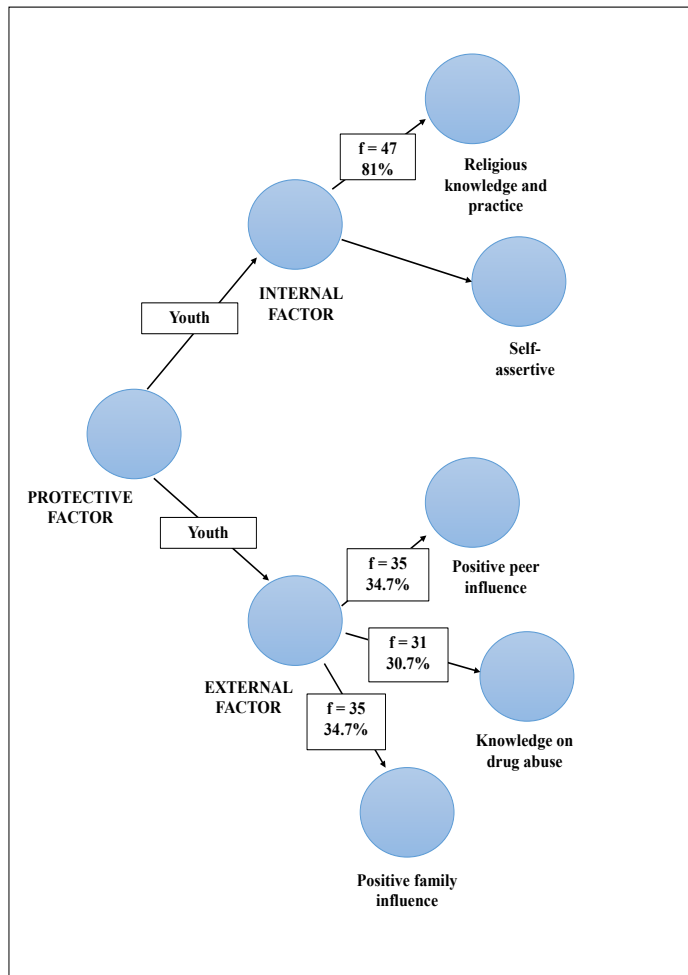 f = 47
81%
Religious
knowledge and
practice
INTERNAL
FACTOR
Youth
Self-
assertive
PROTECTIVE
FACTOR
Youth
f = 35
34.7%
Positive peer
influence
f = 31
30.7%
EXTERNAL
FACTOR
f = 35
34.7%
Knowledge on
drug abuse
Positive family
influence